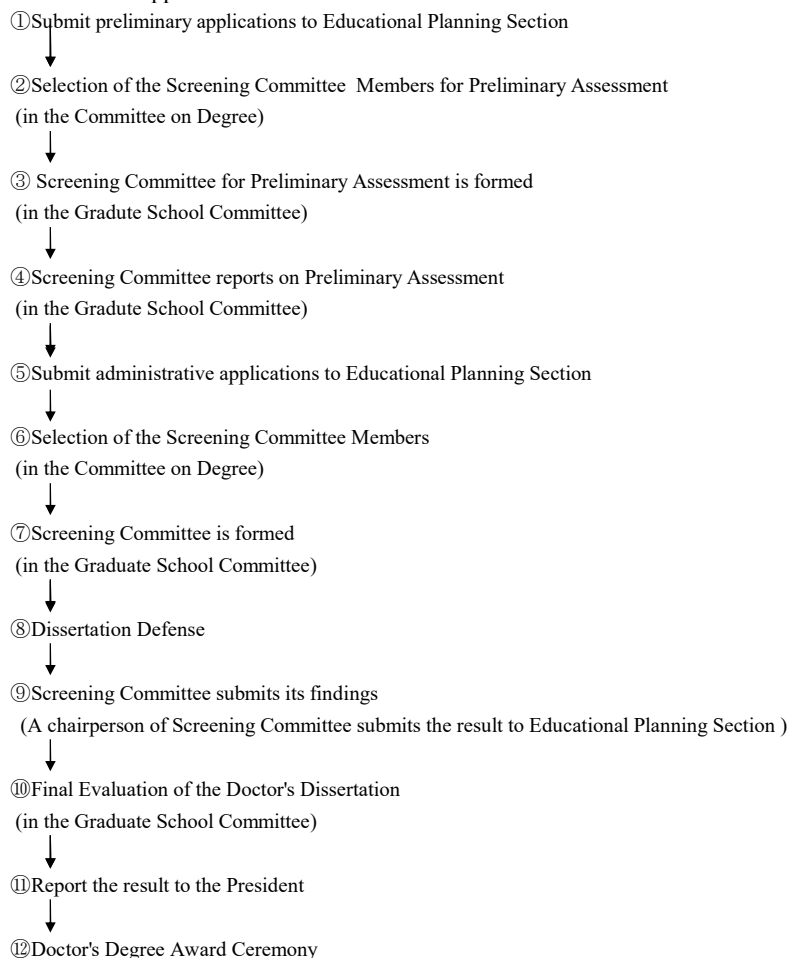 ①Submit preliminary applications to Educational Planning Section
②Selection of the Screening Committee  Members for Preliminary Assessment
(in the Committee on Degree)
③ Screening Committee for Preliminary Assessment is formed
(in the Gradute School Committee)
④Screening Committee reports on Preliminary Assessment
(in the Gradute School Committee)
⑤Submit administrative applications to Educational Planning Section
⑥Selection of the Screening Committee Members
(in the Committee on Degree)
⑦Screening Committee is formed
(in the Graduate School Committee)
⑧Dissertation Defense
⑨Screening Committee submits its findings
(A chairperson of Screening Committee submits the result to Educational Planning Section )
⑩Final Evaluation of the Doctor's Dissertation
(in the Graduate School Committee)
⑪Report the result to the President
⑫Doctor's Degree Award Ceremony